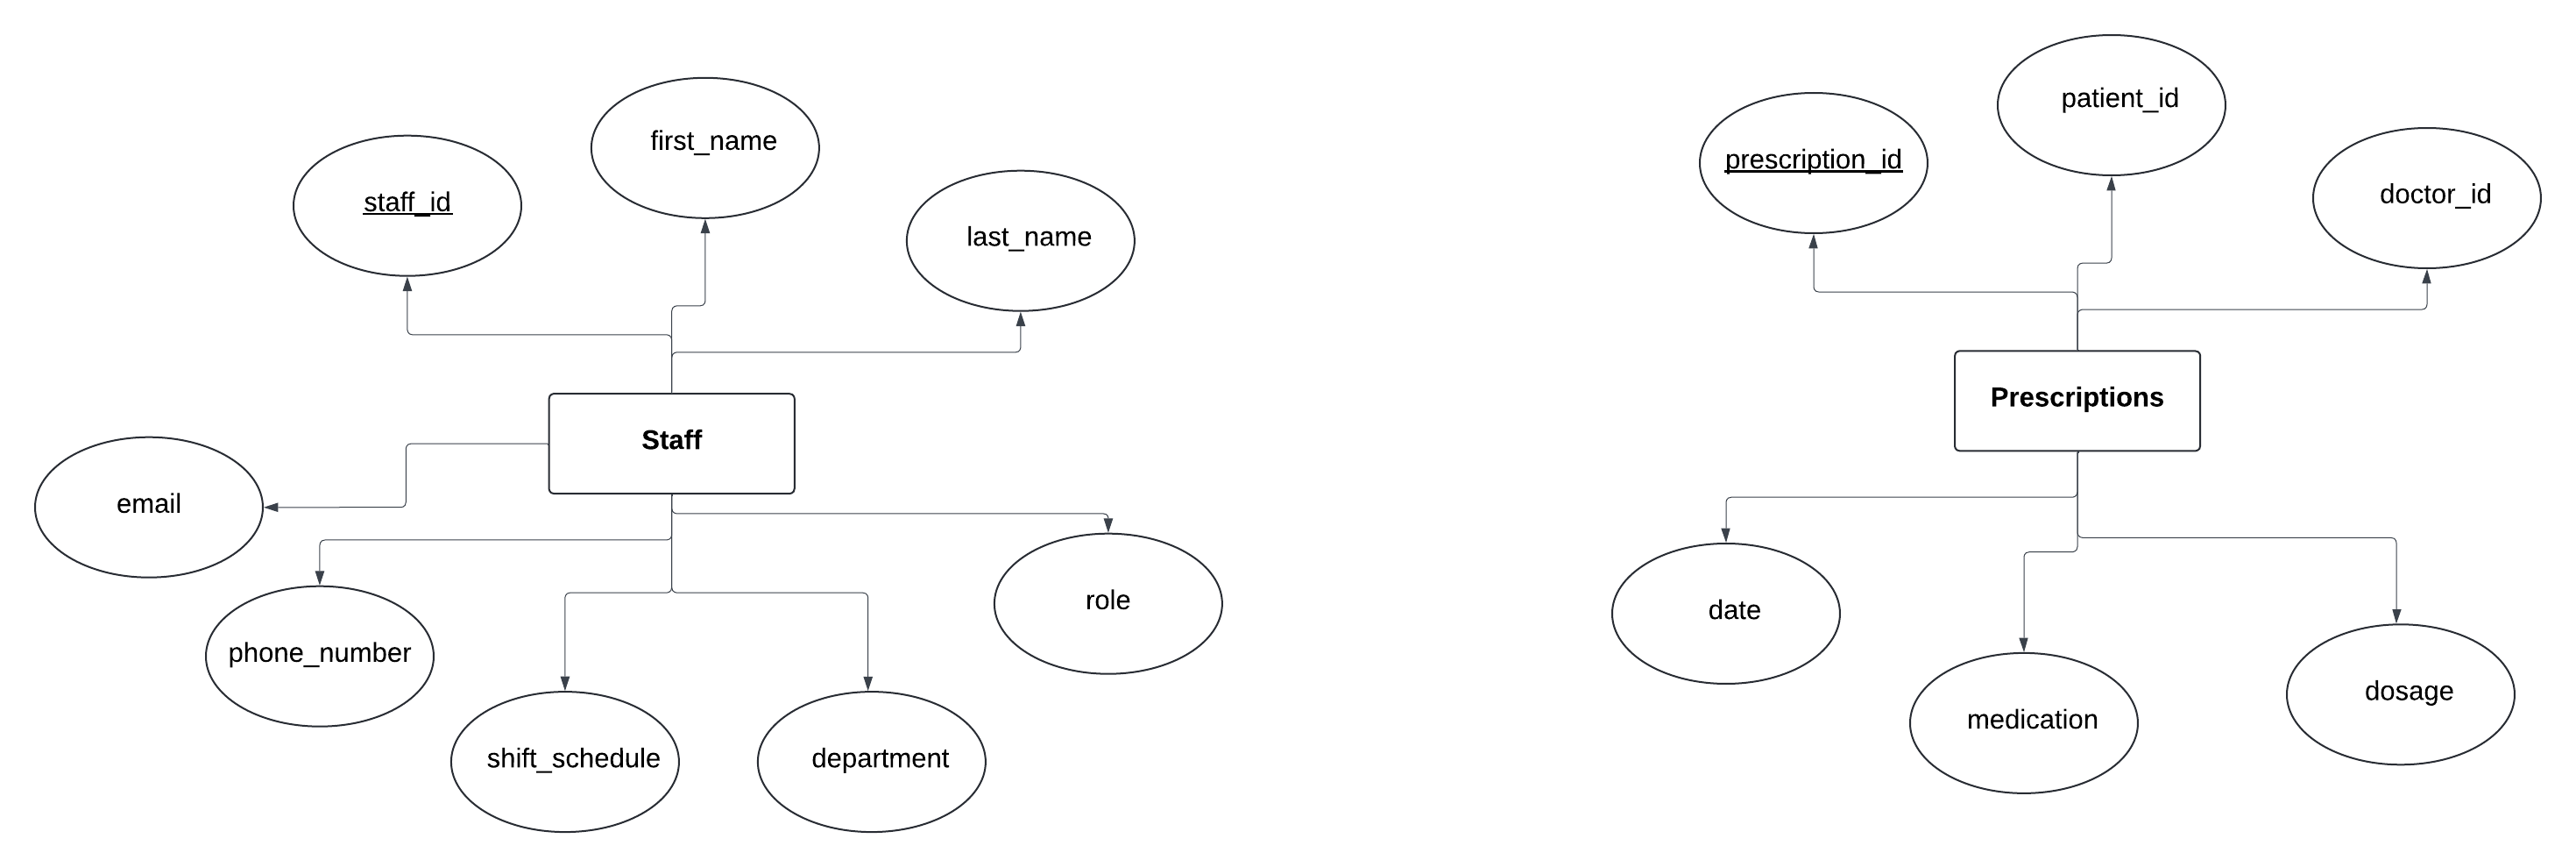 staff_id
first_name
last_name
Staff
email
phone_number
shift_schedule
department
role
prescription_id
patient_id
doctor_id
Prescriptions
date
medication
dosage